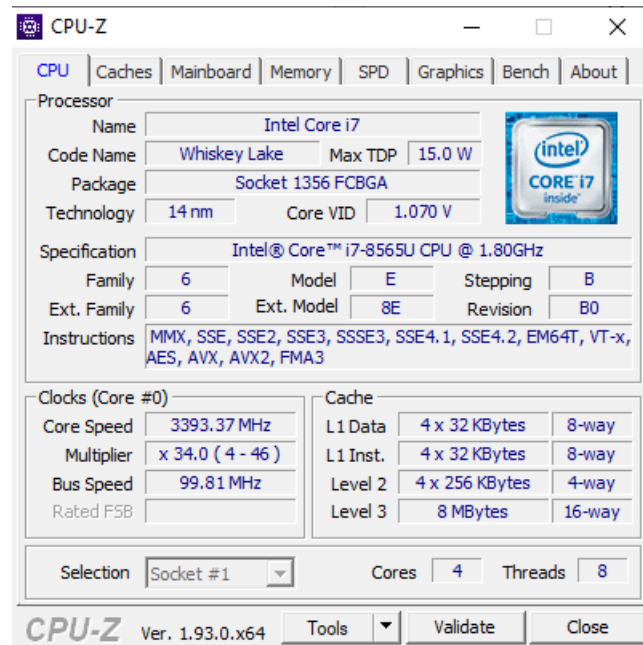 CPU-Z
CPU Caches Mainboard Memory SPD Graphics Bench About
Processor
Name Intel Core i7
Code Name Whiskey Lake Max TDP 15.0 W
Package Socket 1356 FCBGA
Technology 14 nm Core VID 1.070 V
intel
CORE i7
inside
Specification Intel® Core™ i7-8565U CPU @ 1.80GHz
Family 6 Model E Stepping B
Ext. Family 6 Ext. Model 8E Revision B0
Instructions MMX, SSE, SSE2, SSE3, SSSE3, SSE4.1, SSE4.2, EM64T, VT-x,
AES, AVX, AVX2, FMA3
Clocks (Core #0)
Core Speed 3393.37 MHz
Multiplier x 34.0 ( 4 - 46 )
Bus Speed 99.81 MHz
Rated FSB
Cache
L1 Data 4 x 32 KBytes 8-way
L1 Inst. 4 x 32 KBytes 8-way
Level 2 4 x 256 KBytes 4-way
Level 3 8 MBytes 16-way
Selection Socket #1 Cores 4 Threads 8
CPU-Z Ver. 1.93.0.x64 Tools Validate Close